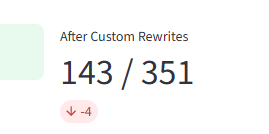 After Custom Rewrites
143 / 351
↓ -4